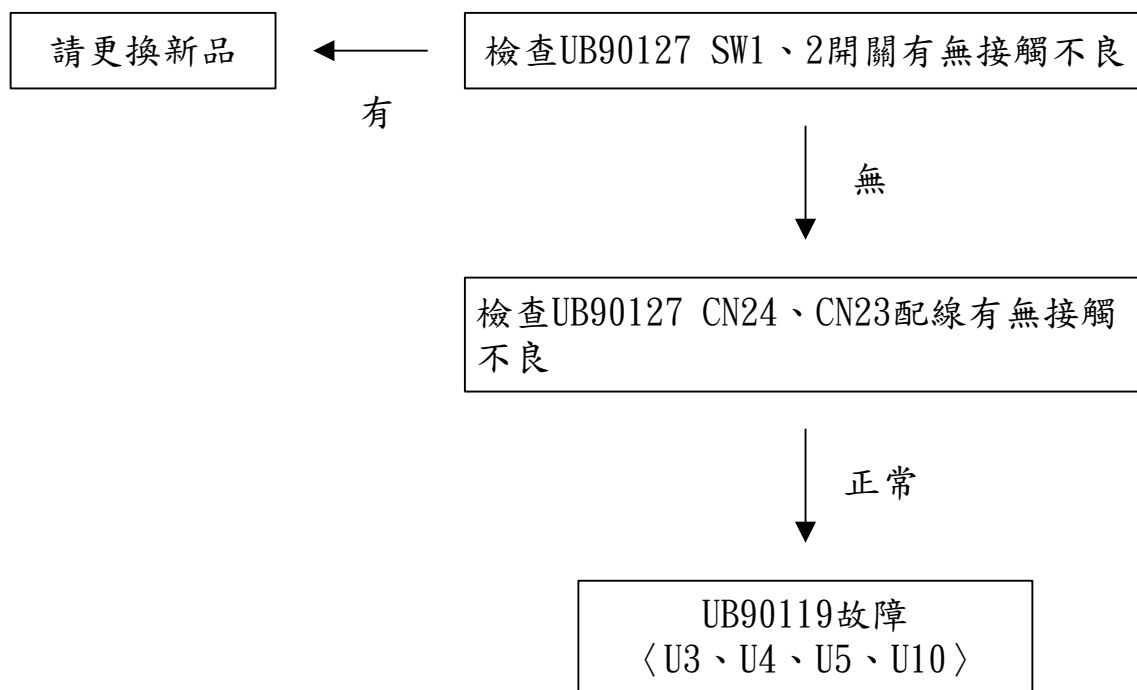 請更換新品
檢查UB90127 SW1、2開關有無接觸不良
有
無
檢查UB90127 CN24、CN23配線有無接觸
不良
正常
UB90119故障
〈U3、U4、U5、U10〉